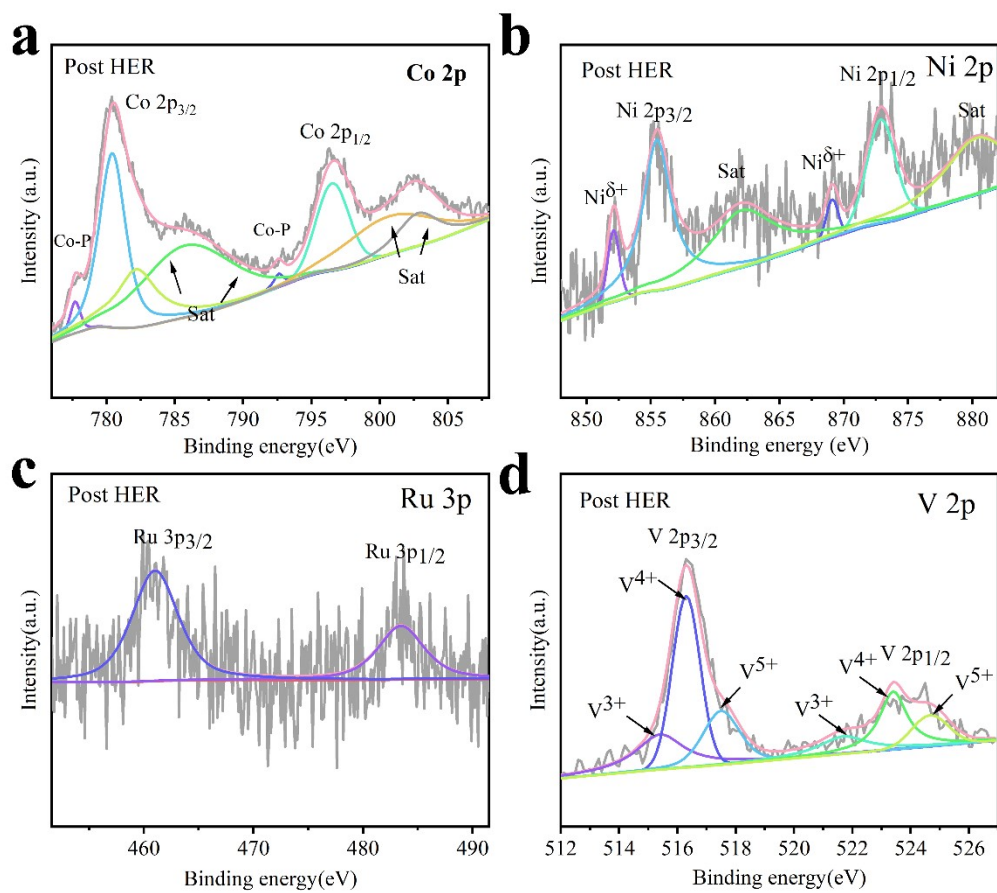 a
Post HER
Co 2p
Co 2p3/2
Co 2p1/2
Co-P
Co-P
Sat
Sat
Intensity (a.u.)
780 785 790 795 800 805
Binding energy(eV)
b
Post HER
Ni 2p
Ni 2p1/2
Ni 2p3/2
Sat
Sat
Niδ+
Niδ+
Intensity (a.u.)
850 855 860 865 870 875 880
Binding energy (eV)
c
Post HER
Ru 3p
Ru 3p3/2
Ru 3p1/2
Intensity(a.u.)
460 470 480 490
Binding energy(eV)
d
Post HER
V 2p
V 2p3/2
V4+
V5+
V3+
V4+
V 2p1/2
V5+
V3+
Intensity(a.u.)
512 514 516 518 520 522 524 526
Binding energy(eV)